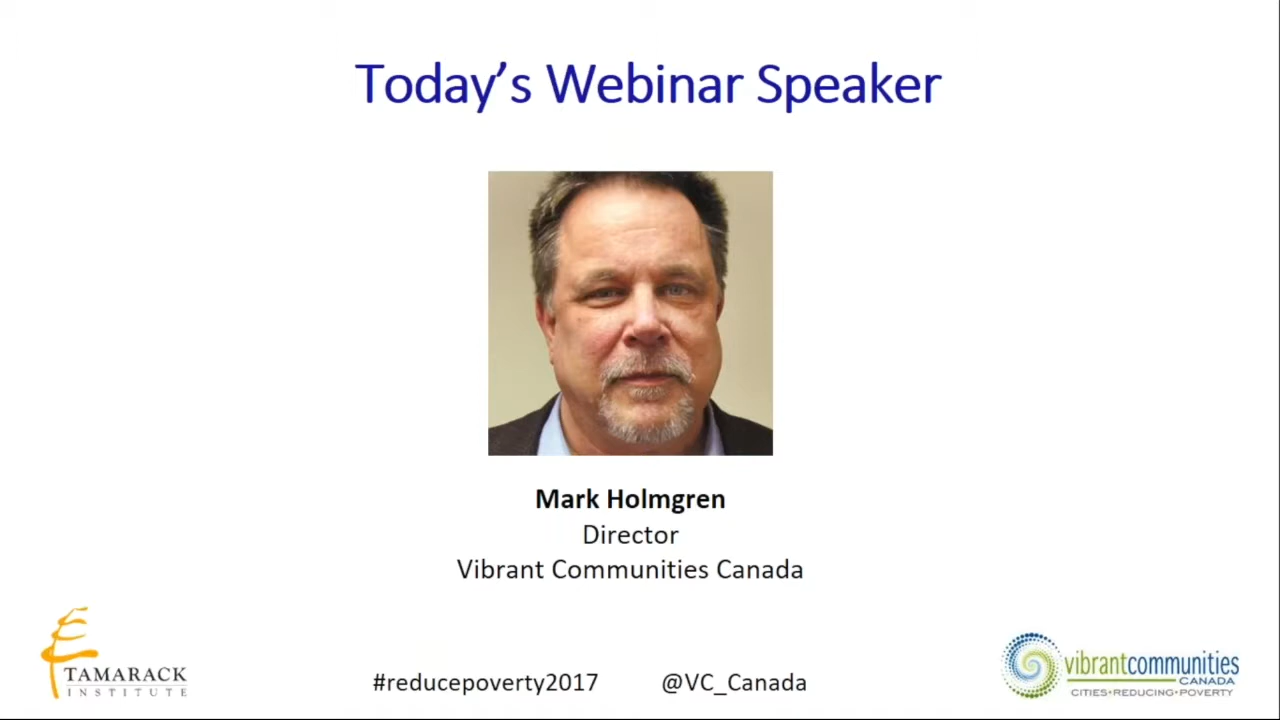 Today’s Webinar Speaker
Mark Holmgren
Director
Vibrant Communities Canada
TAMARACK
INSTITUTE
#reducepoverty2017 @VC_Canada
vibrantcommunities
CANADA
CITIES•REDUCING•POVERTY